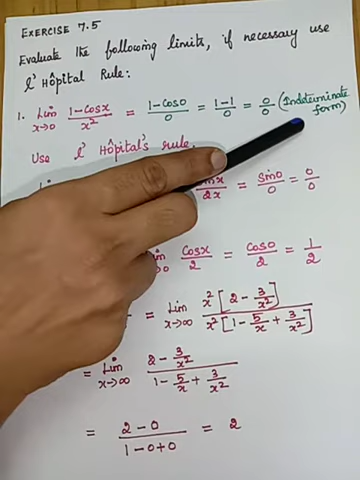 EXERCISE 7.5
Evaluate the following limits, if necessary use
l' Hôpital Rule:
1. Lim x→0 (1-cosx)/x² = (1-cos0)/0 = (1-1)/0 = 0/0 (Indeterminate form)
Use l' Hôpital's rule.
2x = sin0/0 = 0/0
x→0 cosx/2 = cos0/2 = 1/2
= Lim x→∞ x²[2 - 3/x²] / x²[1 - 5/x + 3/x²]
= Lim x→∞ (2 - 3/x²) / (1 - 5/x + 3/x²)
= (2-0)/(1-0+0) = 2